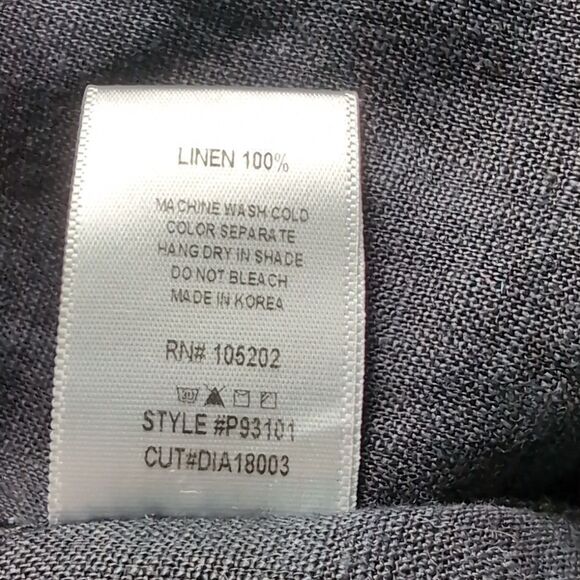 LINEN 100%
MACHINE WASH COLD
COLOR SEPARATE
HANG DRY IN SHADE
DO NOT BLEACH
MADE IN KOREA
RN# 105202
STYLE #P93101
CUT#DIA18003